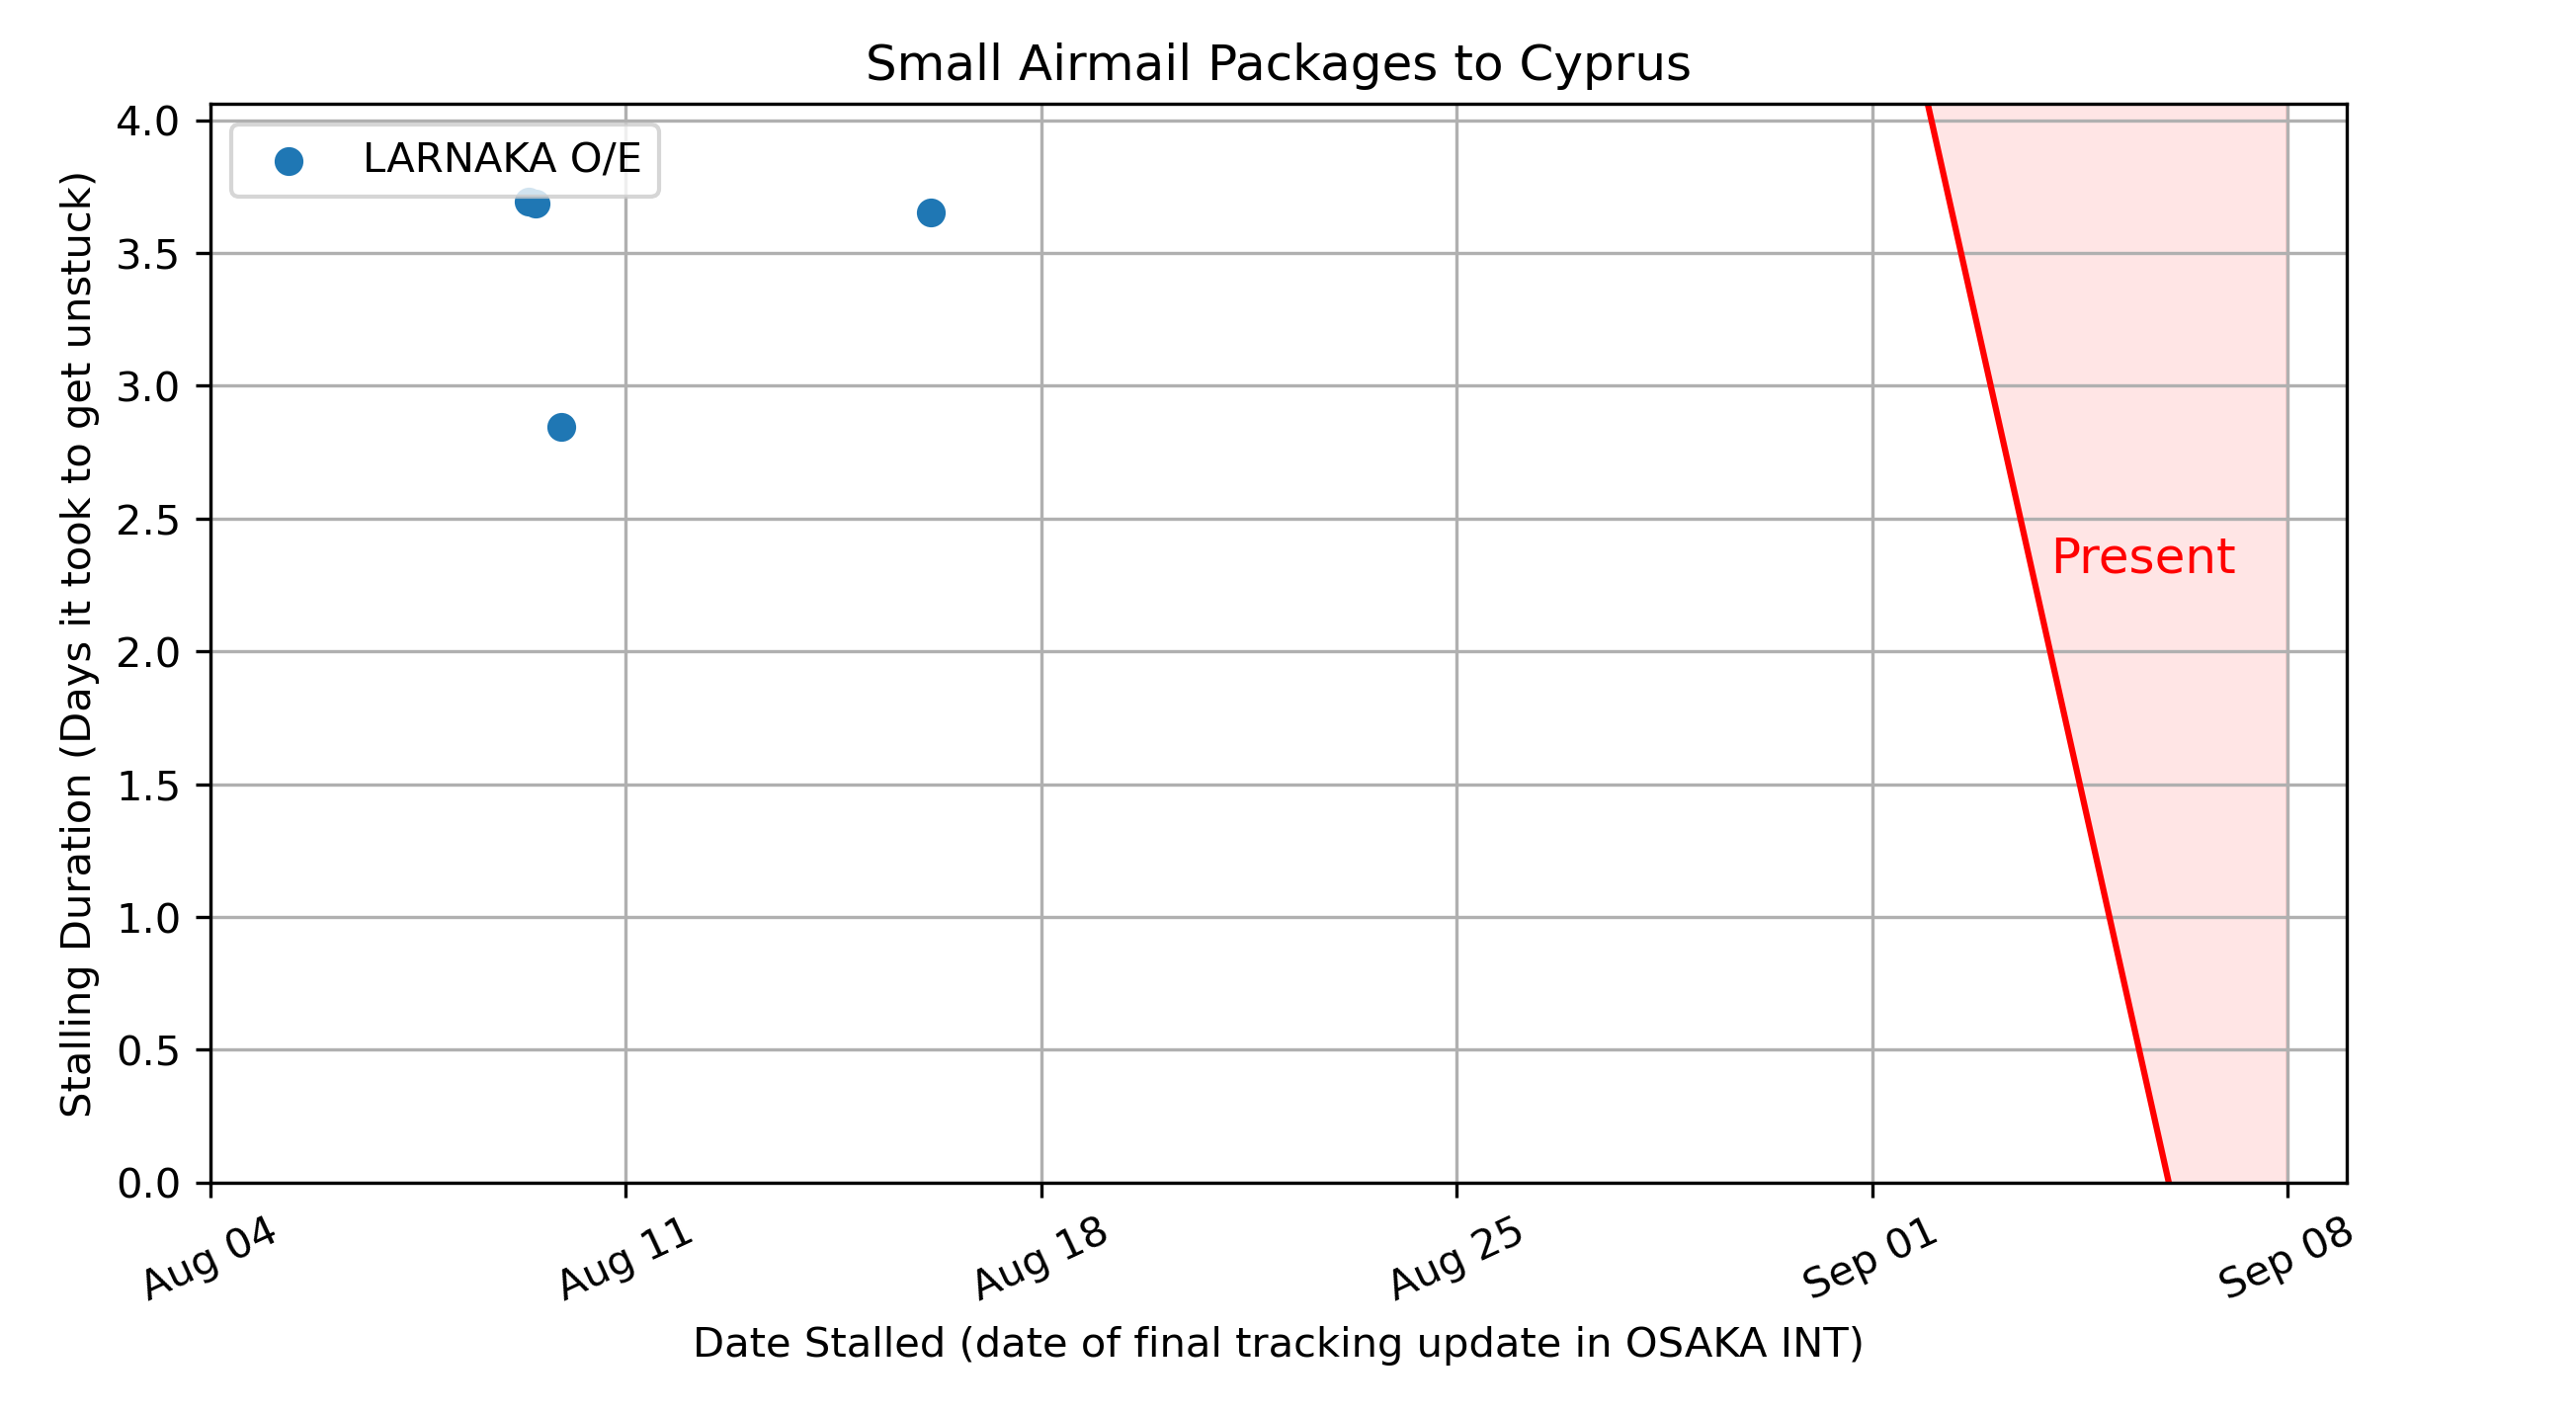 Small Airmail Packages to Cyprus
LARNAKA O/E
Stalling Duration (Days it took to get unstuck)
4.0
3.5
3.0
2.5
2.0
1.5
1.0
0.5
0.0
Present
Aug 04
Aug 11
Aug 18
Aug 25
Sep 01
Sep 08
Date Stalled (date of final tracking update in OSAKA INT)